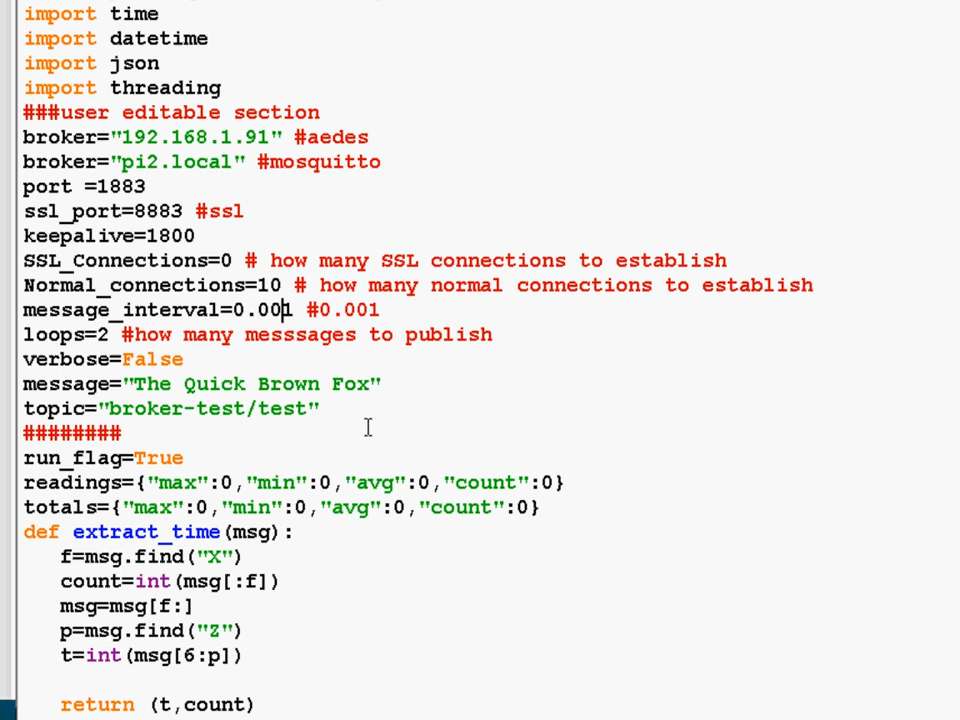 import time
import datetime
import json
import threading
###user editable section
broker="192.168.1.91" #aedes
broker="pi2.local" #mosquitto
port =1883
ssl_port=8883 #ssl
keepalive=1800
SSL_Connections=0 # how many SSL connections to establish
Normal_connections=10 # how many normal connections to establish
message_interval=0.001 #0.001
loops=2 #how many messsages to publish
verbose=False
message="The Quick Brown Fox"
topic="broker-test/test"
########
run_flag=True
readings={"max":0,"min":0,"avg":0,"count":0}
totals={"max":0,"min":0,"avg":0,"count":0}
def extract_time(msg):
   f=msg.find("X")
   count=int(msg[:f])
   msg=msg[f:]
   p=msg.find("Z")
   t=int(msg[6:p])
   return (t,count)